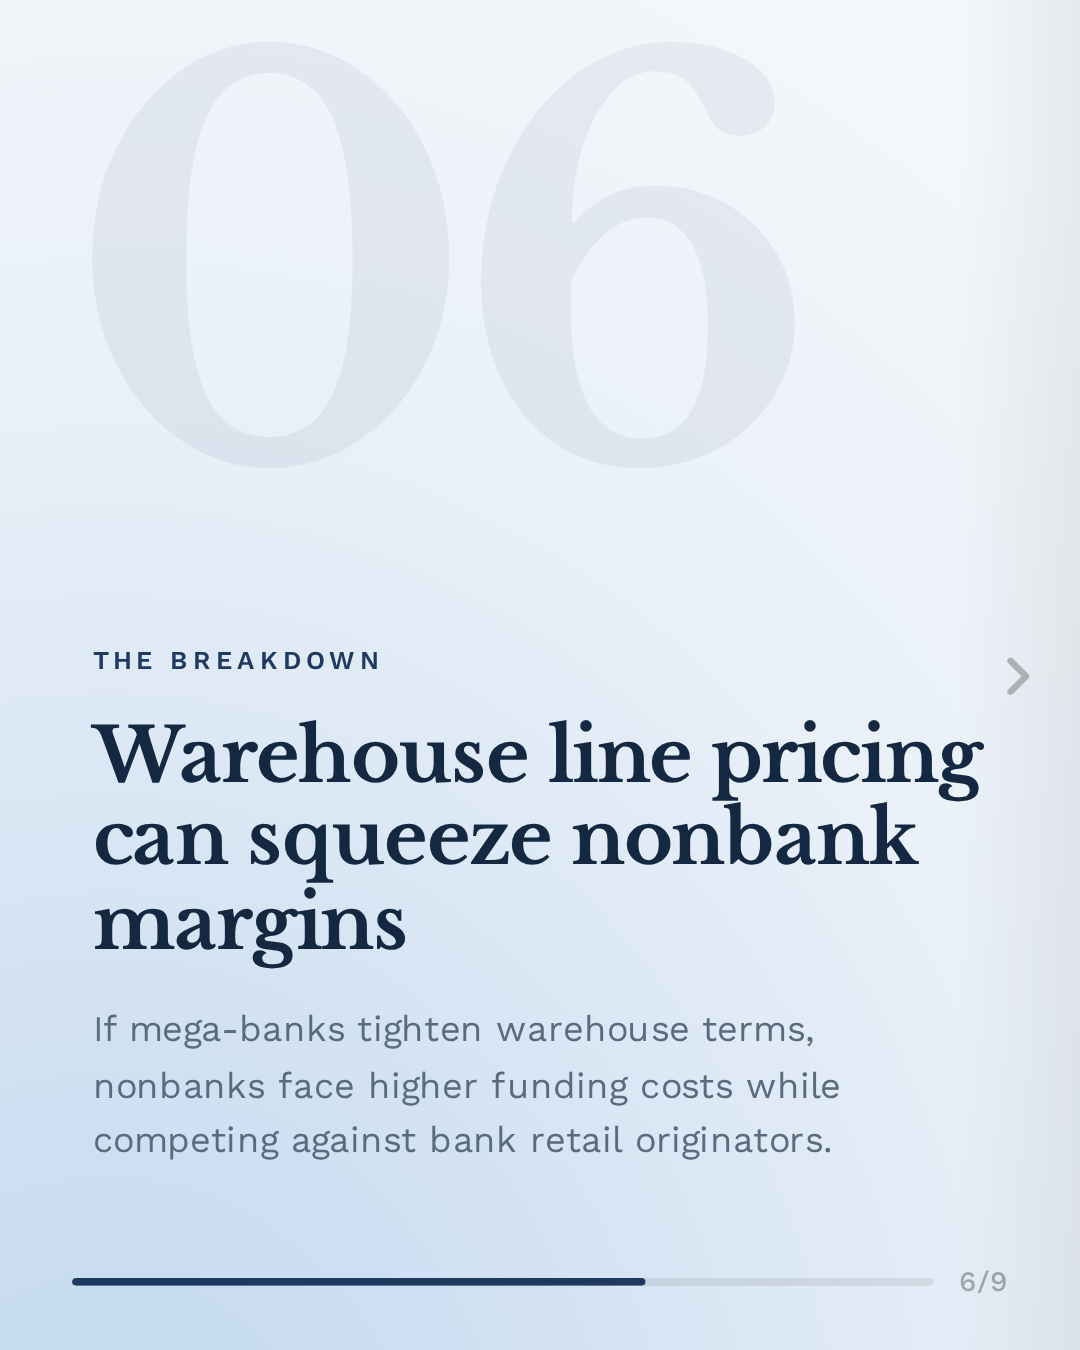 06
THE BREAKDOWN
Warehouse line pricing
can squeeze nonbank
margins
If mega-banks tighten warehouse terms,
nonbanks face higher funding costs while
competing against bank retail originators.
6/9